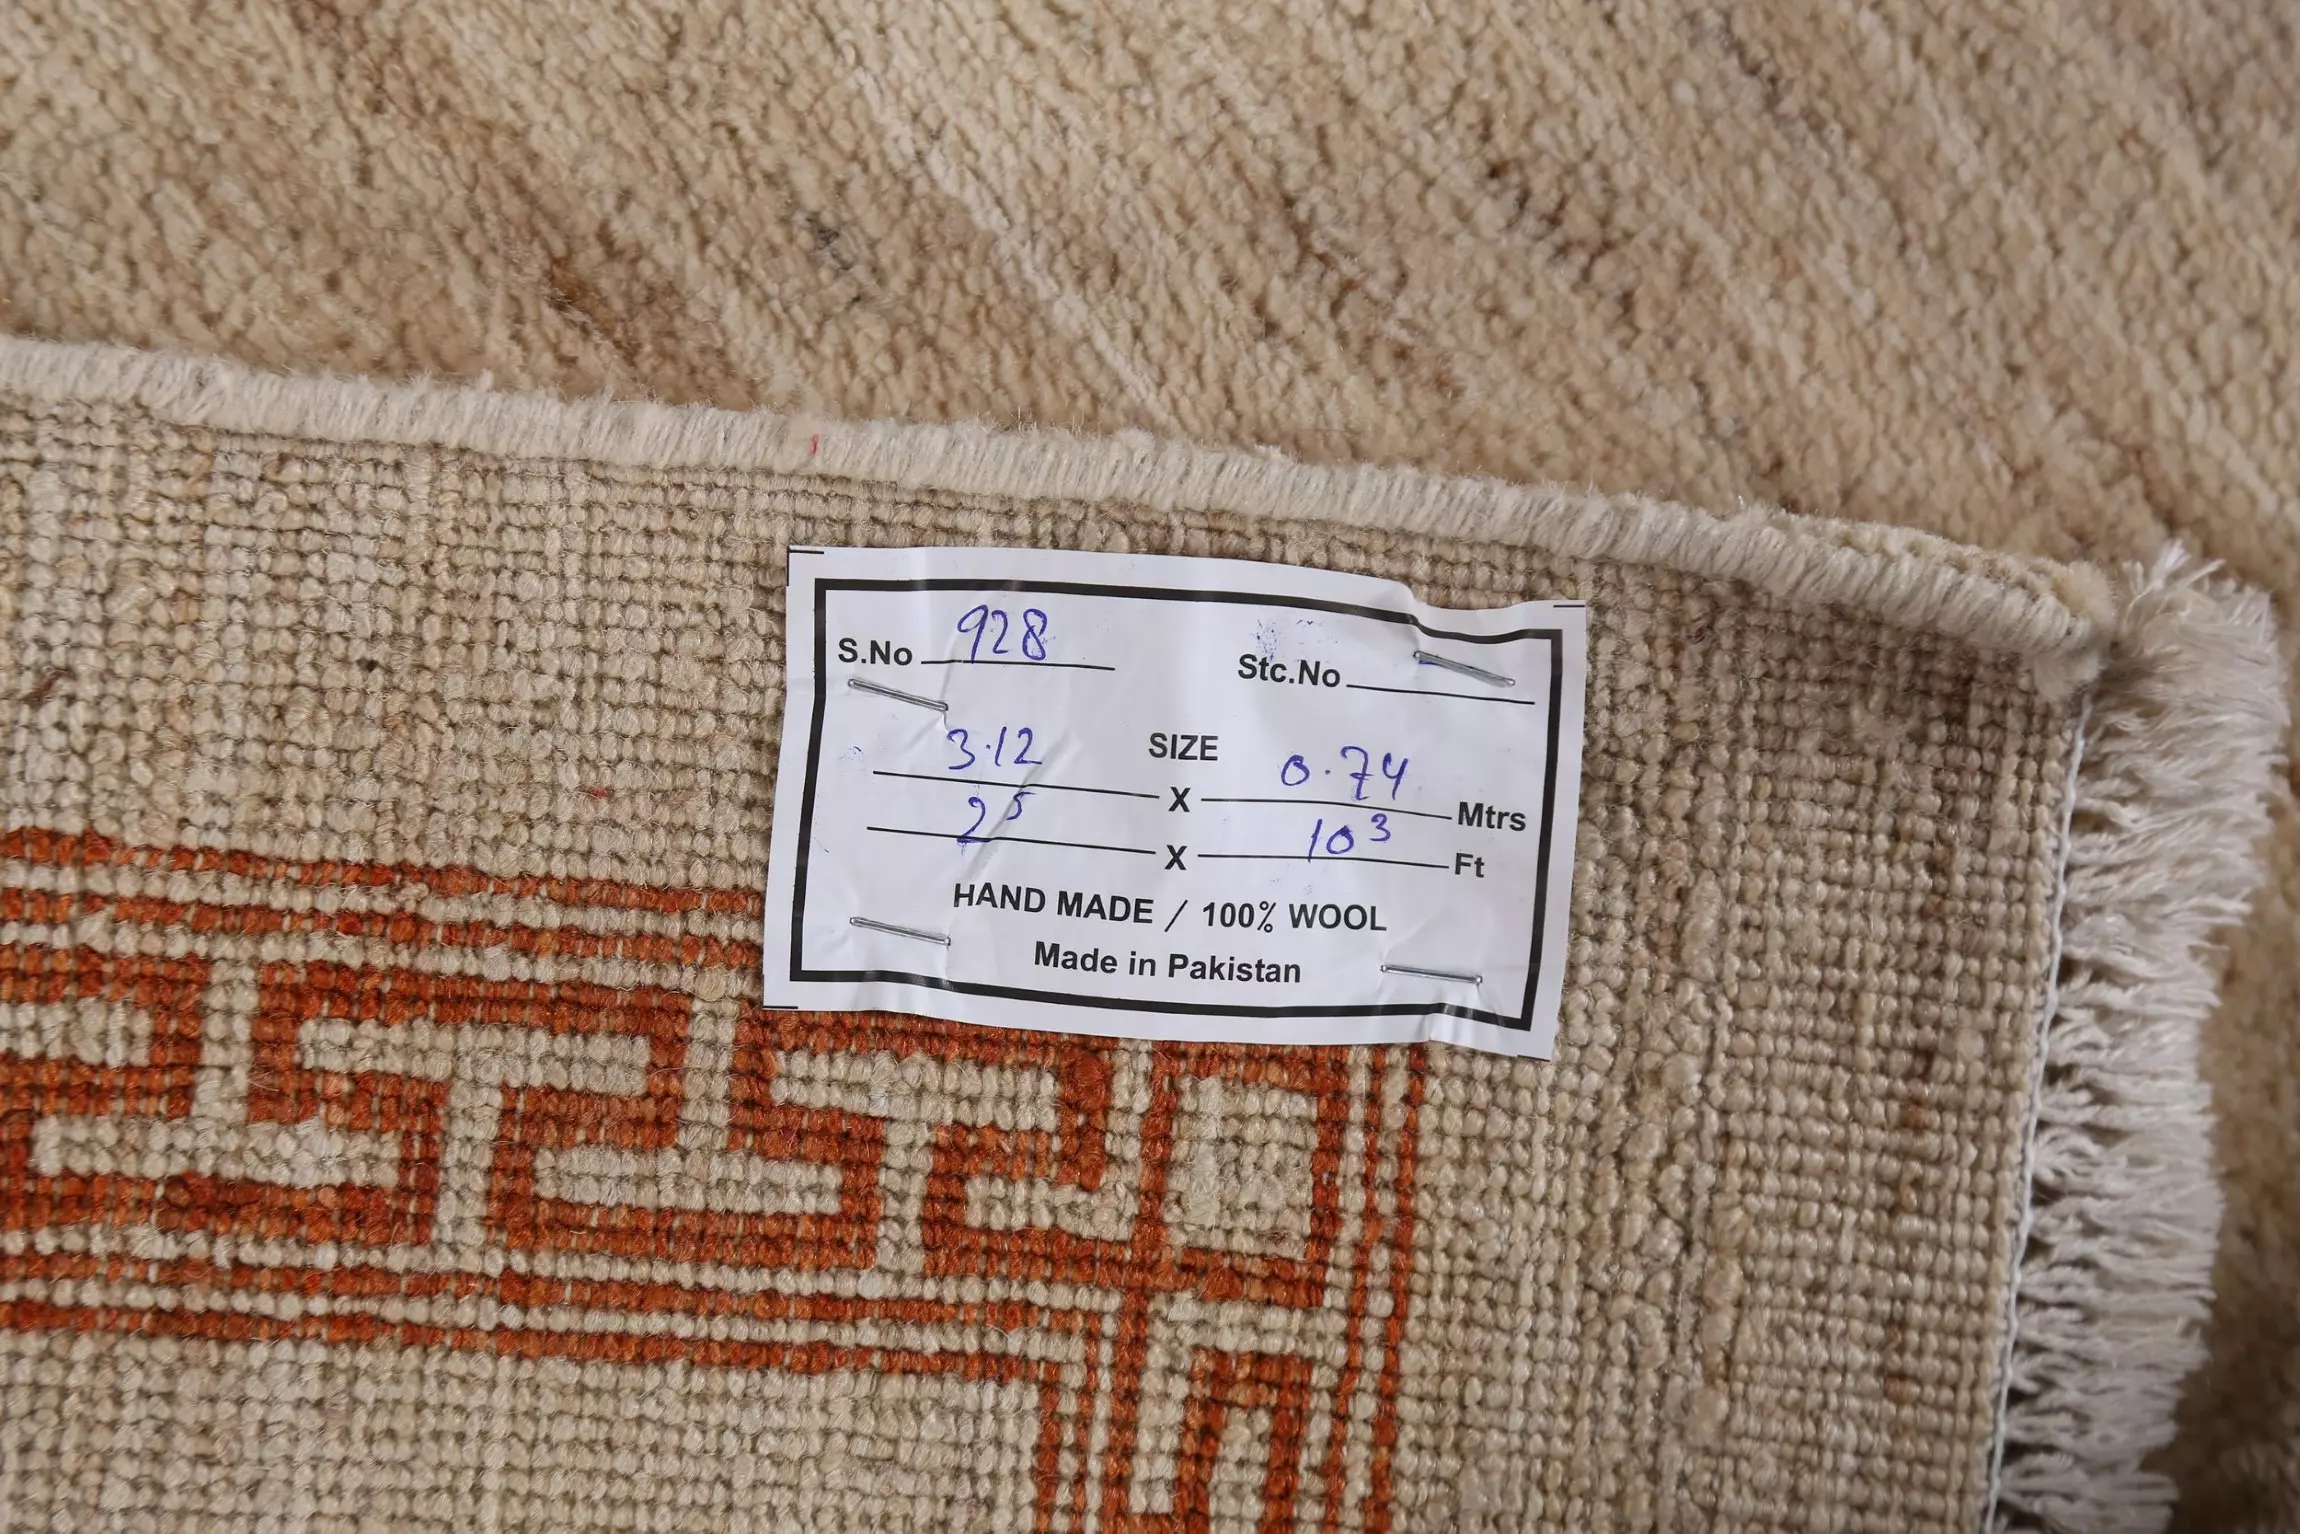 S.No 928 Stc.No
SIZE
3.12 X 0.74 Mtrs
2⁵ X 10³ Ft
HAND MADE / 100% WOOL
Made in Pakistan